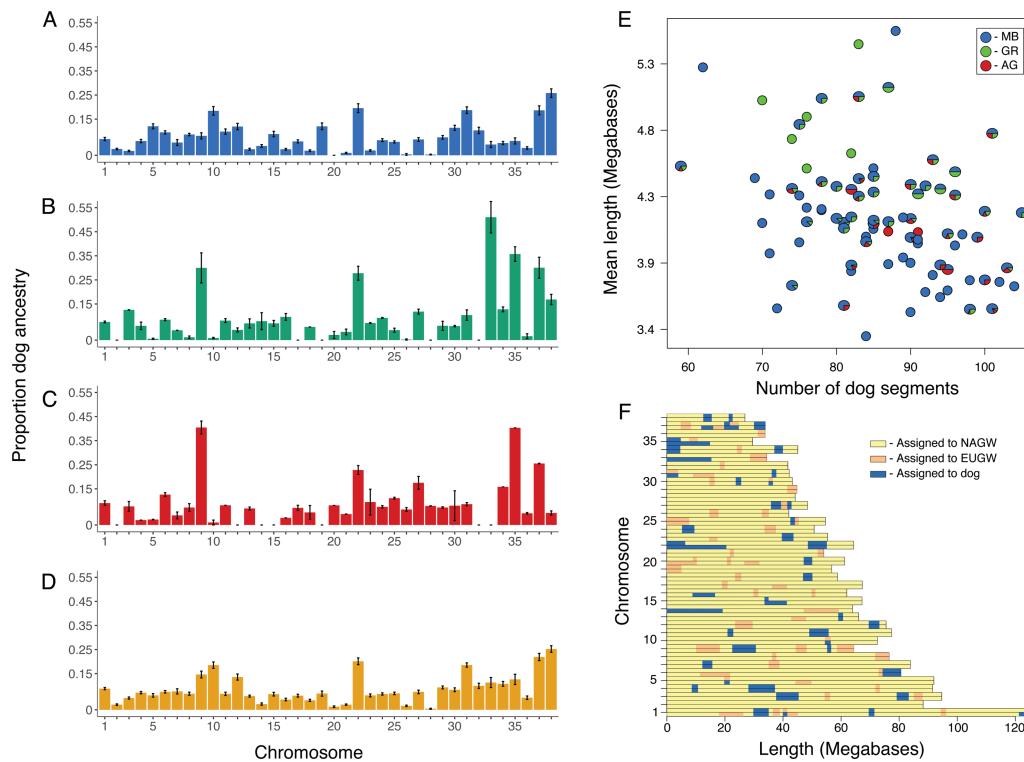 A
0.55
0.45
0.35
0.25
0.15
0
1 5 10 15 20 25 30 35
B
0.55
0.45
0.35
0.25
0.15
0
1 5 10 15 20 25 30 35
C
0.55
0.45
0.35
0.25
0.15
0
1 5 10 15 20 25 30 35
D
0.55
0.45
0.35
0.25
0.15
0
1 5 10 15 20 25 30 35
Proportion dog ancestry
Chromosome
E
- MB
- GR
- AG
5.3
4.8
4.3
3.9
3.4
60 70 80 90 100
Mean length (Megabases)
Number of dog segments
F
- Assigned to NAGW
- Assigned to EUGW
- Assigned to dog
35
30
25
20
15
10
5
1
0 20 40 60 80 100 120
Chromosome
Length (Megabases)